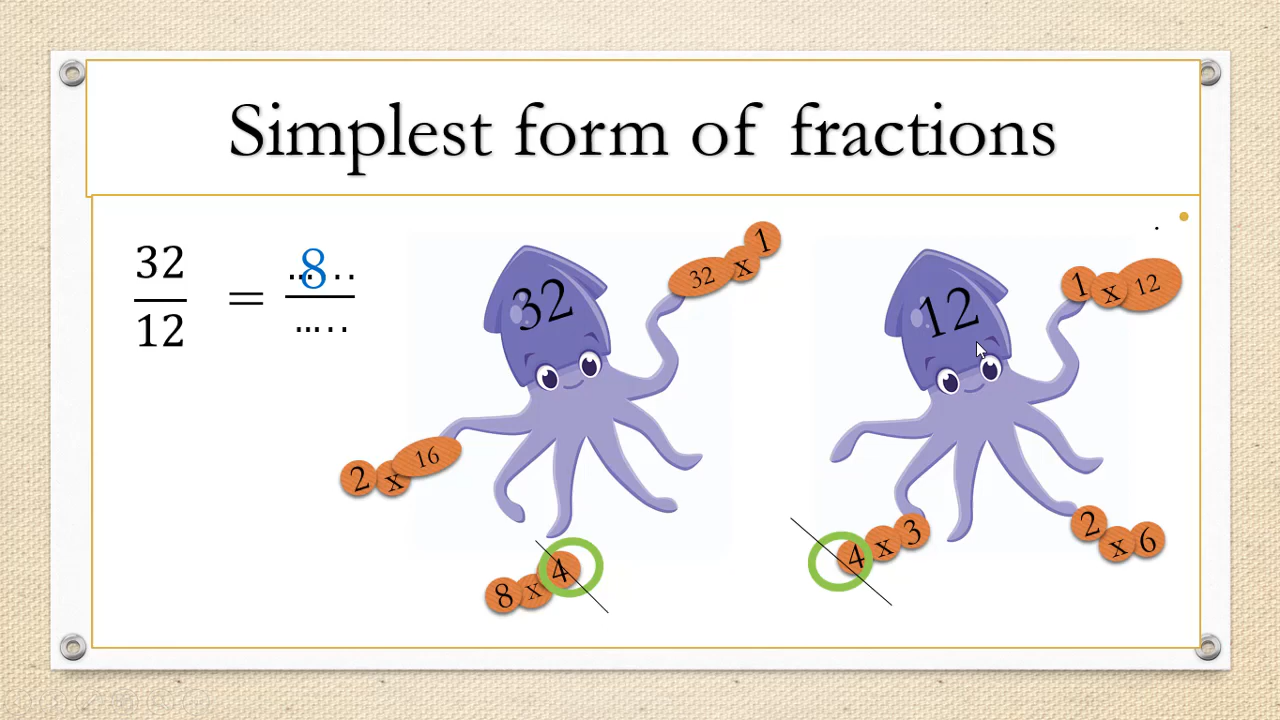 Simplest form of fractions
32/12 = 8/.....
32
32 x 1
2 x 16
8 x 4
12
1 x 12
4 x 3
2 x 6